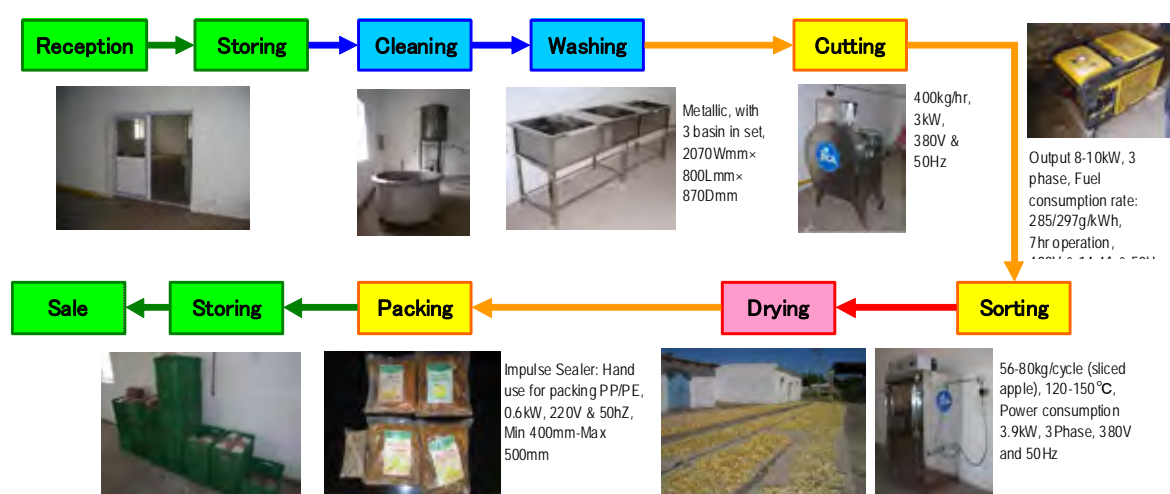 Reception
Storing
Cleaning
Washing
Cutting
Metallic, with
3 basin in set,
2070Wmm×
800Lmm×
870Dmm
400kg/hr,
3kW,
380V &
50Hz
Output 8-10kW, 3
phase, Fuel
consumption rate:
285/297g/kWh,
7hr operation,
Sale
Storing
Packing
Drying
Sorting
Impulse Sealer: Hand
use for packing PP/PE,
0.6kW, 220V & 50hZ,
Min 400mm-Max
500mm
56-80kg/cycle (sliced
apple), 120-150℃,
Power consumption
3.9kW, 3Phase, 380V
and 50Hz